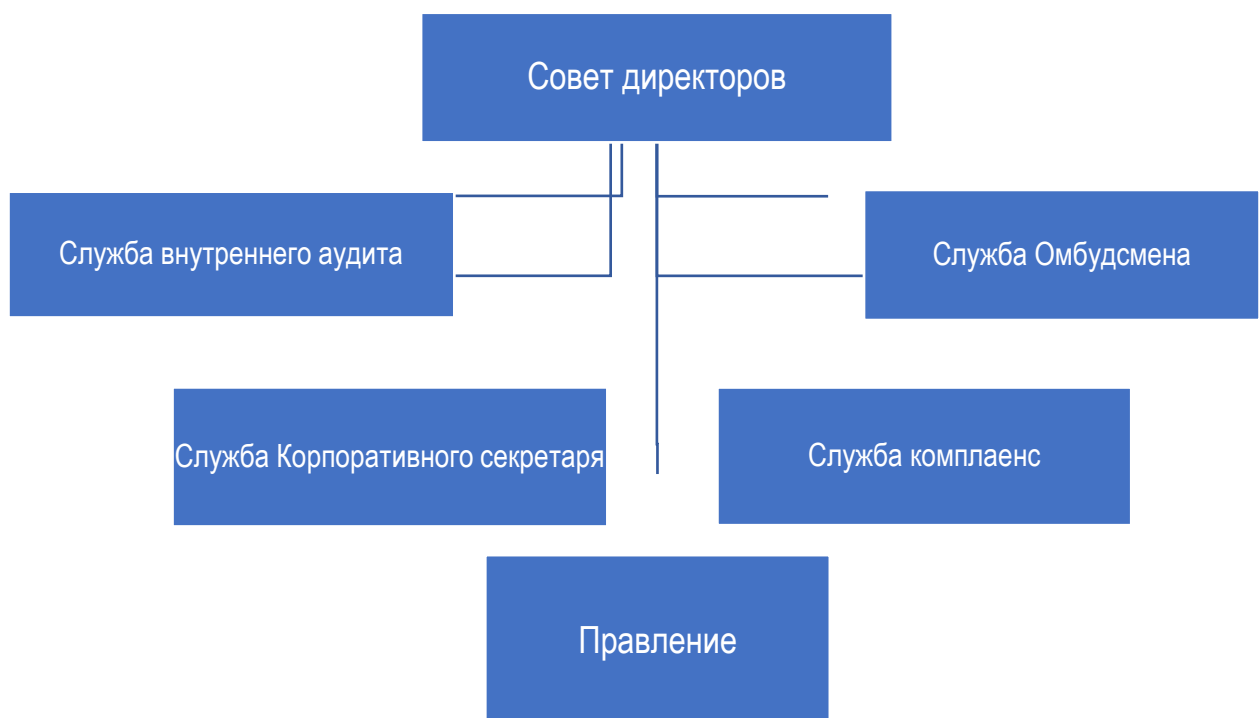 Совет директоров
Служба внутреннего аудита
Служба Омбудсмена
Служба Корпоративного секретаря
Служба комплаенс
Правление